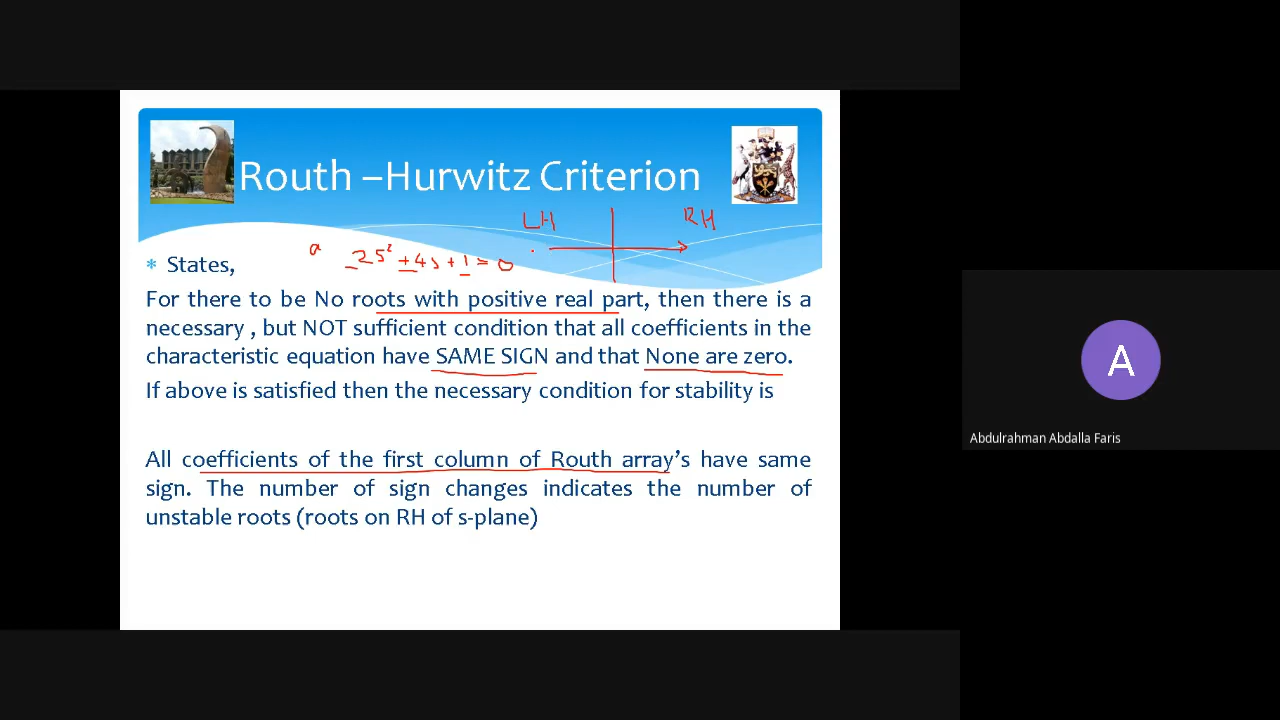 Routh –Hurwitz Criterion
LH
RH
a 2s²+4s+1=0
* States,
For there to be No roots with positive real part, then there is a
necessary , but NOT sufficient condition that all coefficients in the
characteristic equation have SAME SIGN and that None are zero.
If above is satisfied then the necessary condition for stability is
All coefficients of the first column of Routh array's have same
sign. The number of sign changes indicates the number of
unstable roots (roots on RH of s-plane)
A
Abdulrahman Abdalla Faris